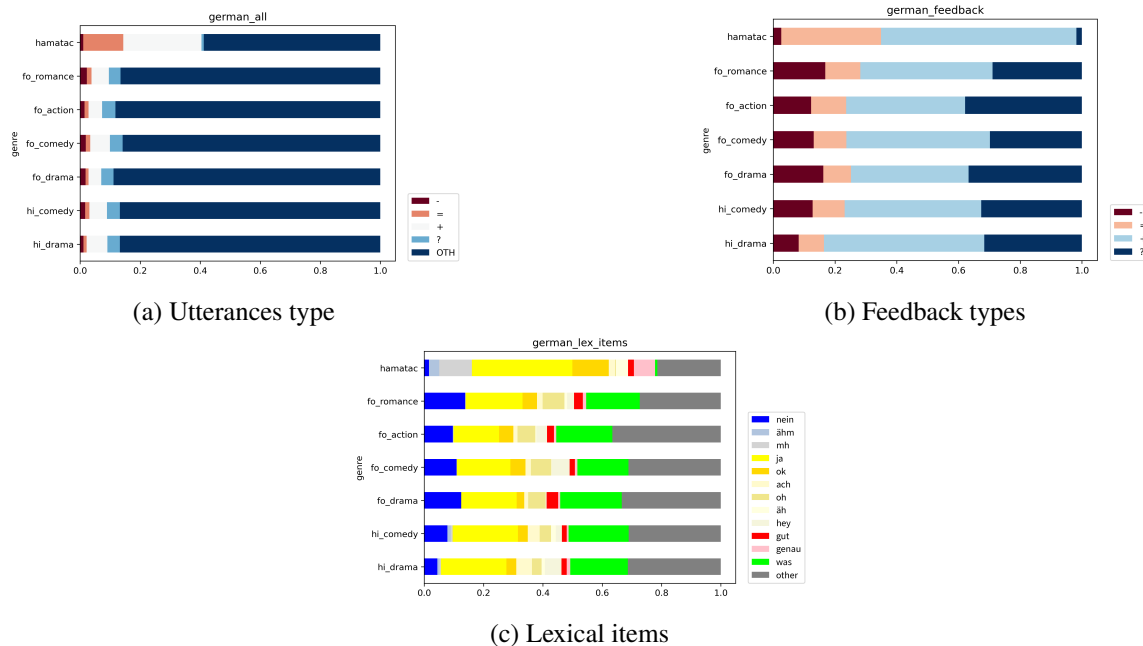 german_all
genre
hamatac
fo_romance
fo_action
fo_comedy
fo_drama
hi_comedy
hi_drama
0.0 0.2 0.4 0.6 0.8 1.0
-
=
+
?
OTH
(a) Utterances type
german_feedback
genre
hamatac
fo_romance
fo_action
fo_comedy
fo_drama
hi_comedy
hi_drama
0.0 0.2 0.4 0.6 0.8 1.0
(b) Feedback types
german_lex_items
genre
hamatac
fo_romance
fo_action
fo_comedy
fo_drama
hi_comedy
hi_drama
0.0 0.2 0.4 0.6 0.8 1.0
nein
ähm
mh
ja
ok
ach
oh
äh
hey
gut
genau
was
other
(c) Lexical items